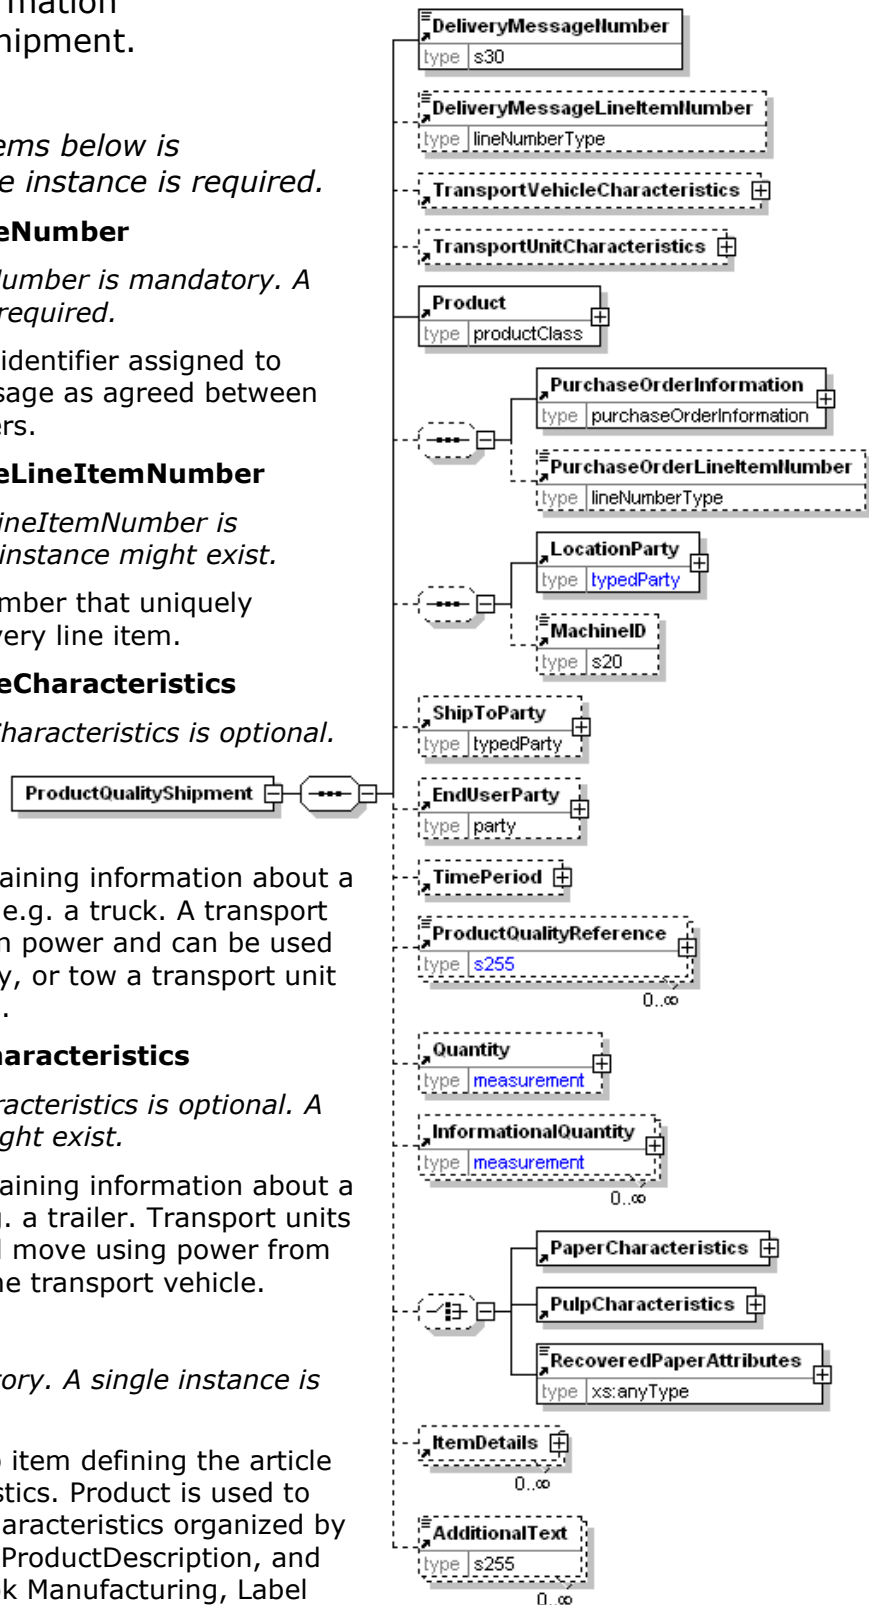 rmation
hipment.
ems below is
e instance is required.
eNumber
Number is mandatory. A
required.
identifier assigned to
sage as agreed between
ers.
eLineItemNumber
LineItemNumber is
instance might exist.
mber that uniquely
very line item.
eCharacteristics
Characteristics is optional.
aining information about a
e.g. a truck. A transport
n power and can be used
y, or tow a transport unit
.
haracteristics
racteristics is optional. A
ght exist.
aining information about a
g. a trailer. Transport units
d move using power from
he transport vehicle.
tory. A single instance is
p item defining the article
stics. Product is used to
aracteristics organized by
ProductDescription, and
ok Manufacturing, Label
ProductQualityShipment
DeliveryMessageNumber
type s30
DeliveryMessageLineItemNumber
type lineNumberType
TransportVehicleCharacteristics
TransportUnitCharacteristics
Product
type productClass
PurchaseOrderInformation
type purchaseOrderInformation
PurchaseOrderLineItemNumber
type lineNumberType
LocationParty
type typedParty
MachineID
type s20
ShipToParty
type typedParty
EndUserParty
type party
TimePeriod
ProductQualityReference
type s255
0..∞
Quantity
type measurement
InformationalQuantity
type measurement
0..∞
PaperCharacteristics
PulpCharacteristics
RecoveredPaperAttributes
type xs:anyType
ItemDetails
0..∞
AdditionalText
type s255
0..∞